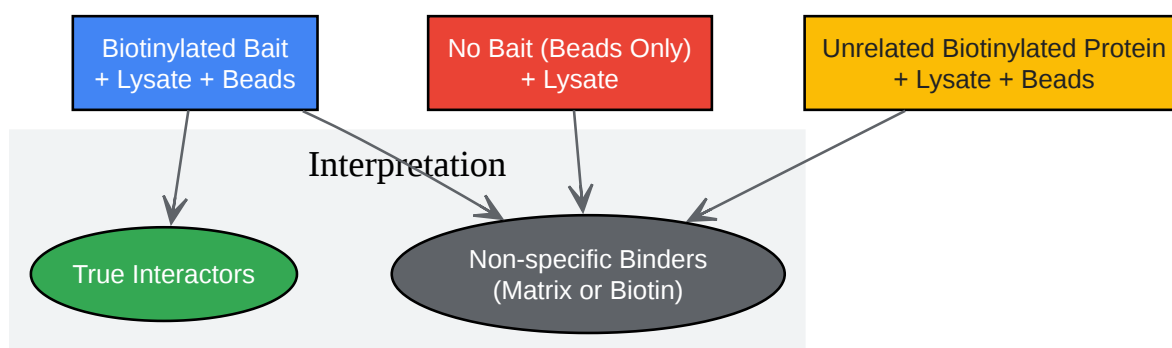 Biotinylated Bait
+ Lysate + Beads
No Bait (Beads Only)
+ Lysate
Unrelated Biotinylated Protein
+ Lysate + Beads
Interpretation
True Interactors
Non-specific Binders
(Matrix or Biotin)